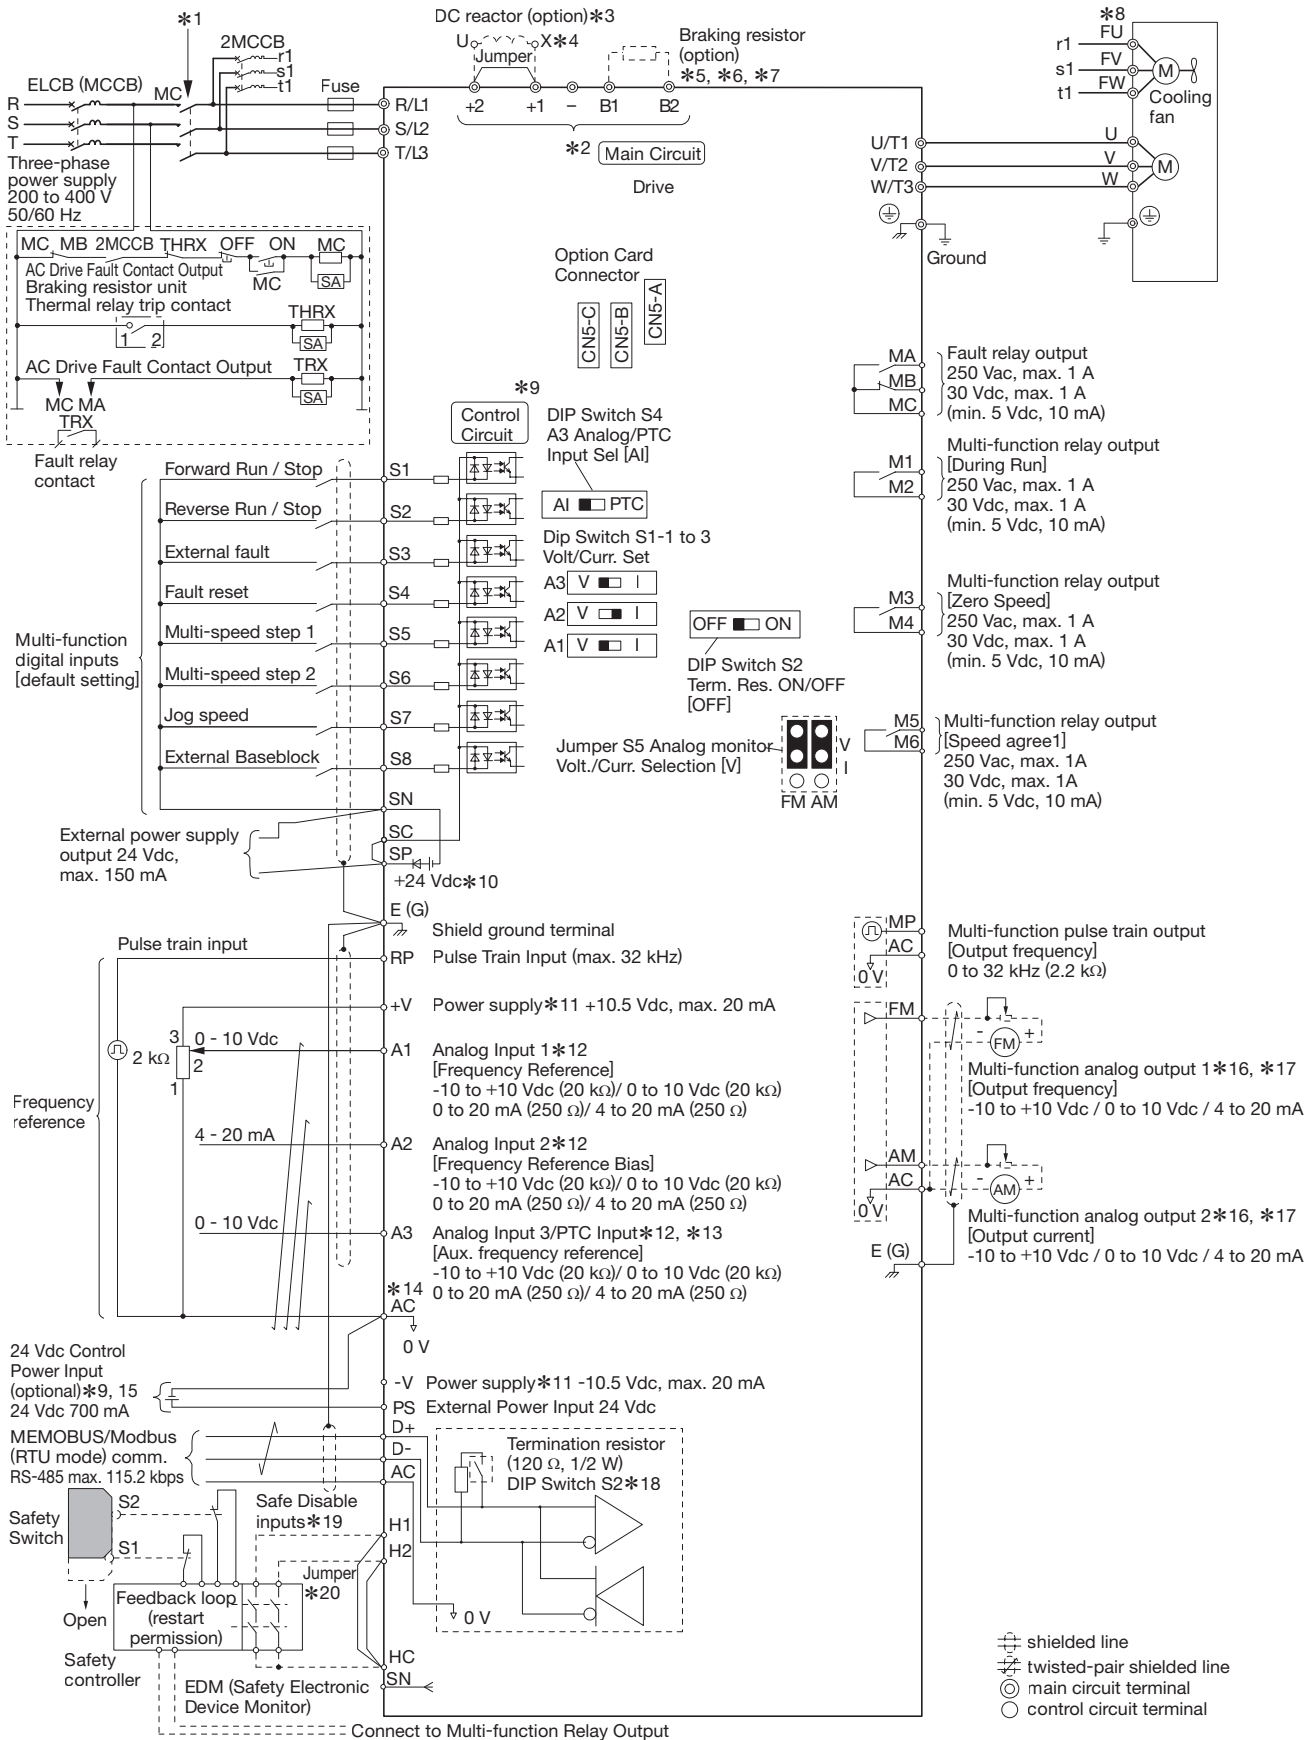 *1
DC reactor (option)*3
U
X*4
Jumper
Braking resistor
(option)
*5, *6, *7
*8
FU
r1
FV
s1
FW
t1
M
Cooling
fan
2MCCB
r1
s1
t1
ELCB (MCCB)
MC
Fuse
R
S
T
R/L1
S/L2
T/L3
+2
+1
−
B1
B2
*2
Main Circuit
Drive
U/T1
V/T2
W/T3
U
V
W
M
Ground
Three-phase
power supply
200 to 400 V
50/60 Hz
MC
MB
2MCCB
THRX
OFF
ON
MC
SA
MC
AC Drive Fault Contact Output
Braking resistor unit
Thermal relay trip contact
1
2
THRX
SA
AC Drive Fault Contact Output
TRX
SA
MC MA
TRX
Fault relay
contact
Option Card
Connector
CN5-C
CN5-B
CN5-A
*9
Control
Circuit
DIP Switch S4
A3 Analog/PTC
Input Sel [AI]
AI
PTC
Dip Switch S1-1 to 3
Volt/Curr. Set
A3 V I
A2 V I
A1 V I
OFF ON
DIP Switch S2
Term. Res. ON/OFF
[OFF]
Jumper S5 Analog monitor
Volt./Curr. Selection [V]
V
I
FM AM
MA
MB
MC
Fault relay output
250 Vac, max. 1 A
30 Vdc, max. 1 A
(min. 5 Vdc, 10 mA)
M1
M2
Multi-function relay output
[During Run]
250 Vac, max. 1 A
30 Vdc, max. 1 A
(min. 5 Vdc, 10 mA)
M3
M4
Multi-function relay output
[Zero Speed]
250 Vac, max. 1 A
30 Vdc, max. 1 A
(min. 5 Vdc, 10 mA)
M5
M6
Multi-function relay output
[Speed agree1]
250 Vac, max. 1A
30 Vdc, max. 1A
(min. 5 Vdc, 10 mA)
Multi-function
digital inputs
[default setting]
Forward Run / Stop
S1
Reverse Run / Stop
S2
External fault
S3
Fault reset
S4
Multi-speed step 1
S5
Multi-speed step 2
S6
Jog speed
S7
External Baseblock
S8
SN
SC
SP
+24 Vdc*10
External power supply
output 24 Vdc,
max. 150 mA
E (G)
Shield ground terminal
Pulse train input
RP
Pulse Train Input (max. 32 kHz)
+V
Power supply*11 +10.5 Vdc, max. 20 mA
Frequency
reference
2 kΩ
3
2
1
0 - 10 Vdc
A1
Analog Input 1*12
[Frequency Reference]
-10 to +10 Vdc (20 kΩ)/ 0 to 10 Vdc (20 kΩ)
0 to 20 mA (250 Ω)/ 4 to 20 mA (250 Ω)
4 - 20 mA
A2
Analog Input 2*12
[Frequency Reference Bias]
-10 to +10 Vdc (20 kΩ)/ 0 to 10 Vdc (20 kΩ)
0 to 20 mA (250 Ω)/ 4 to 20 mA (250 Ω)
0 - 10 Vdc
A3
Analog Input 3/PTC Input*12, *13
[Aux. frequency reference]
-10 to +10 Vdc (20 kΩ)/ 0 to 10 Vdc (20 kΩ)
0 to 20 mA (250 Ω)/ 4 to 20 mA (250 Ω)
*14
AC
0 V
MP
AC
0 V
Multi-function pulse train output
[Output frequency]
0 to 32 kHz (2.2 kΩ)
FM
-
+
FM
Multi-function analog output 1*16, *17
[Output frequency]
-10 to +10 Vdc / 0 to 10 Vdc / 4 to 20 mA
AM
AC
0 V
-
+
AM
Multi-function analog output 2*16, *17
[Output current]
-10 to +10 Vdc / 0 to 10 Vdc / 4 to 20 mA
E (G)
24 Vdc Control
Power Input
(optional)*9, 15
24 Vdc 700 mA
-V
Power supply*11 -10.5 Vdc, max. 20 mA
PS
External Power Input 24 Vdc
MEMOBUS/Modbus
(RTU mode) comm.
RS-485 max. 115.2 kbps
D+
D-
AC
Termination resistor
(120 Ω, 1/2 W)
DIP Switch S2*18
0 V
Safety
Switch
S2
S1
Open
Safe Disable
inputs*19
H1
H2
Jumper
*20
Feedback loop
(restart
permission)
Safety
controller
HC
SN
EDM (Safety Electronic
Device Monitor)
Connect to Multi-function Relay Output
shielded line
twisted-pair shielded line
main circuit terminal
control circuit terminal